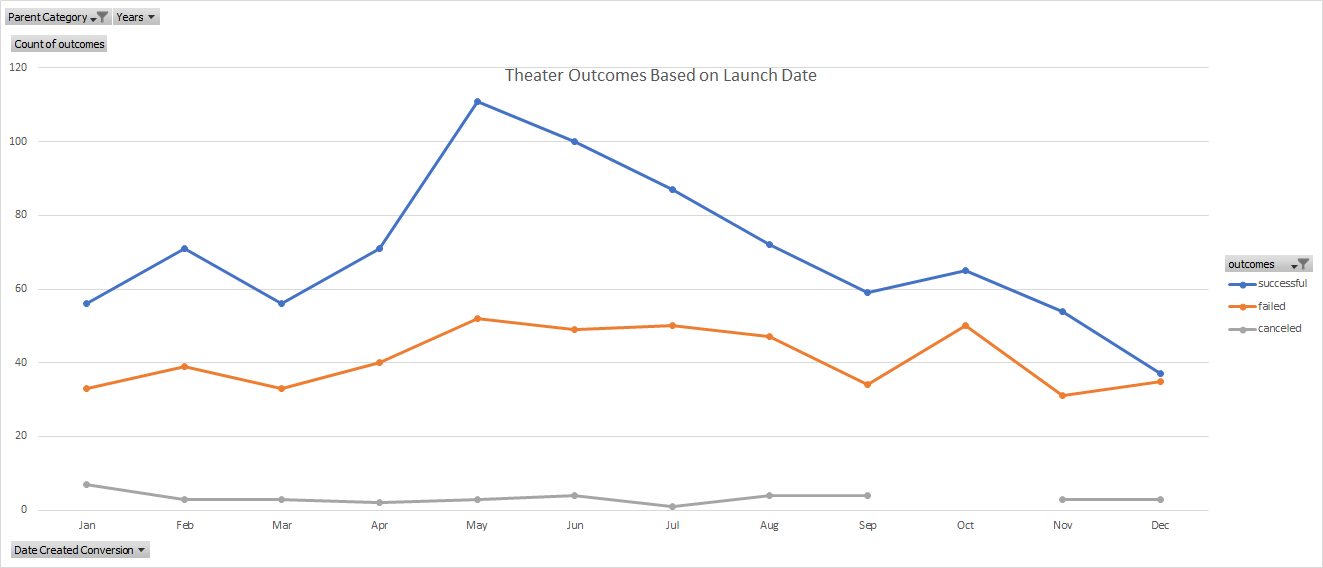 Parent Category Years
Count of outcomes
Theater Outcomes Based on Launch Date
120
100
80
60
40
20
0
Jan Feb Mar Apr May Jun Jul Aug Sep Oct Nov Dec
outcomes
successful
failed
canceled
Date Created Conversion